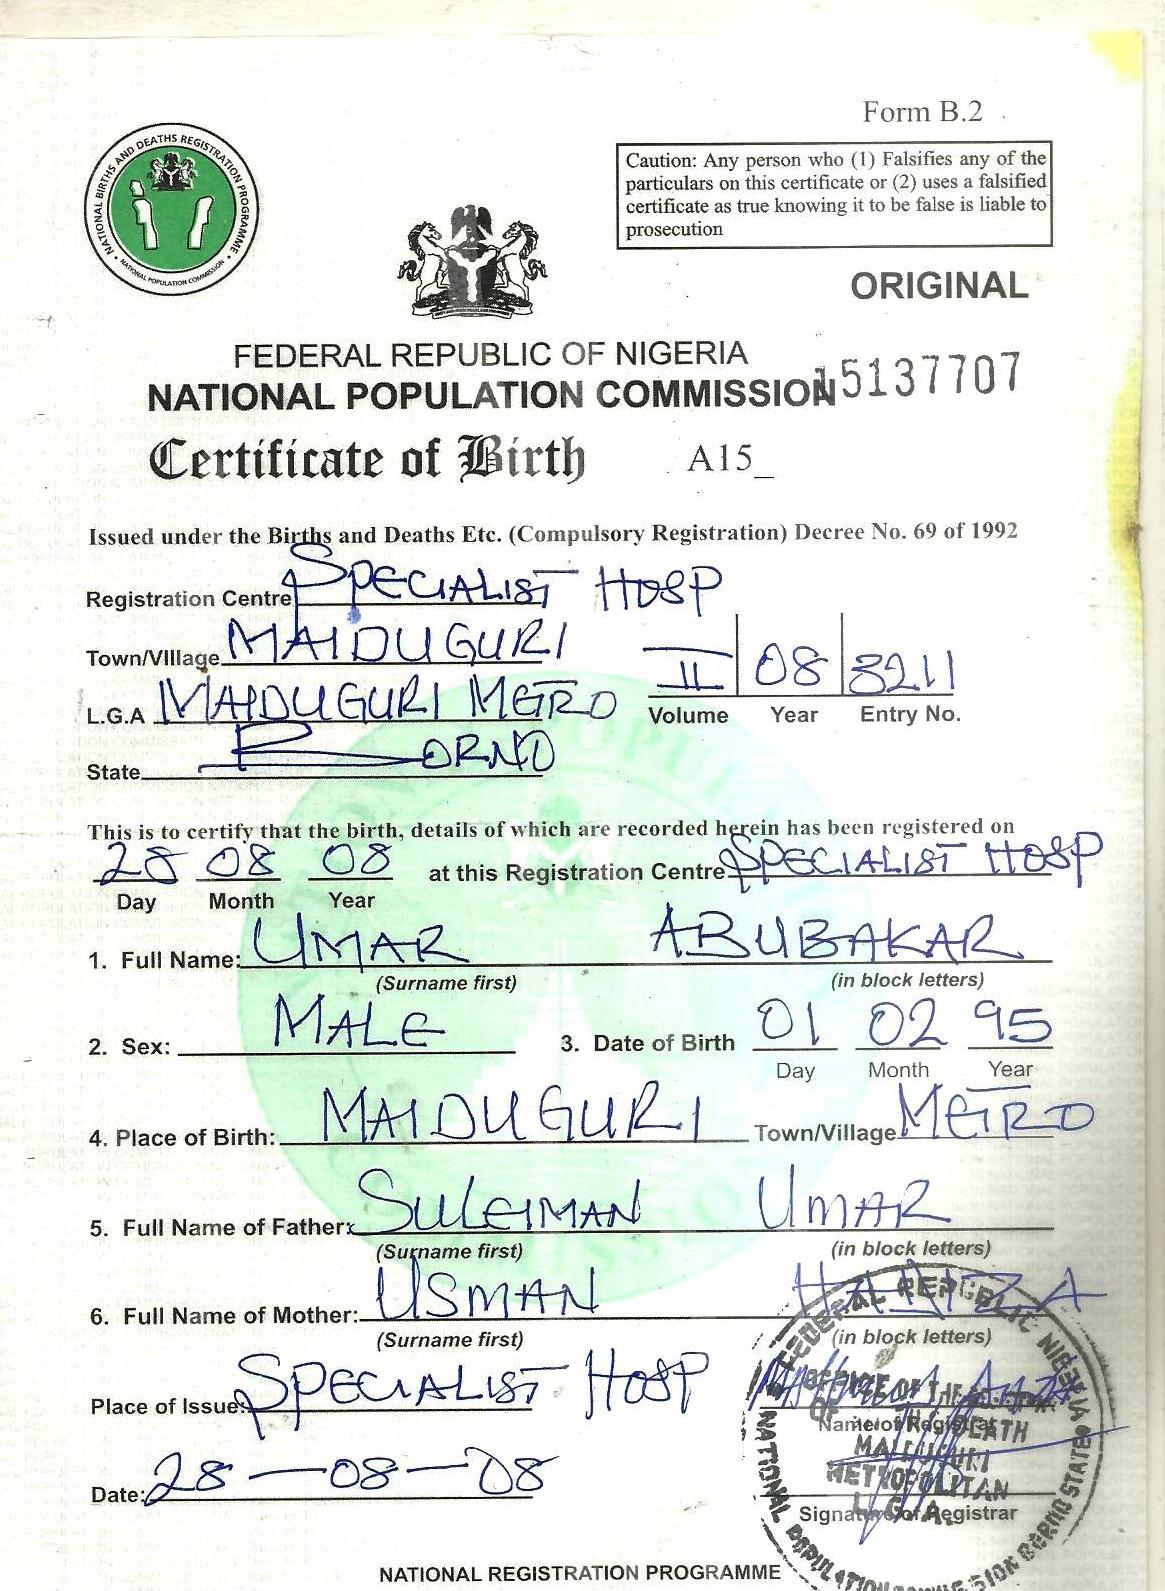 Form B.2
NATIONAL BIRTHS AND DEATHS REGISTRATION PROGRAMME
NATIONAL POPULATION COMMISSION
Caution: Any person who (1) Falsifies any of the
particulars on this certificate or (2) uses a falsified
certificate as true knowing it to be false is liable to
prosecution
ORIGINAL
FEDERAL REPUBLIC OF NIGERIA
NATIONAL POPULATION COMMISSION 15137707
Certificate of Birth A15_
Issued under the Births and Deaths Etc. (Compulsory Registration) Decree No. 69 of 1992
Registration Centre SPECIALIST HOSP
Town/VIllage MAIDUGURI
L.G.A MAIDUGURI METRO
II 08 3211
Volume Year Entry No.
State BORNO
This is to certify that the birth, details of which are recorded herein has been registered on
28 08 08 at this Registration Centre SPECIALIST HOSP
Day Month Year
1. Full Name: UMAR ABUBAKAR
(Surname first) (in block letters)
2. Sex: MALE 3. Date of Birth 01 02 95
Day Month Year
4. Place of Birth: MAIDUGURI Town/Village METRO
5. Full Name of Father: SULEIMAN UMAR
(Surname first) (in block letters)
6. Full Name of Mother: USMAN
(Surname first) (in block letters)
Place of Issue: SPECIALIST HOSP
Name of Registrar
Date: 28-08-08
Signature of Registrar
FEDERAL REPUBLIC NIGERIA
OFFICE OF THE
DEATH
MAIDUGURI
METROPOLITAN
L.G.A.
NATIONAL POPULATION COMMISSION BORNO STATE
NATIONAL REGISTRATION PROGRAMME